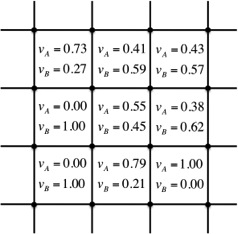 v_A = 0.73 v_A = 0.41 v_A = 0.43
v_B = 0.27 v_B = 0.59 v_B = 0.57
v_A = 0.00 v_A = 0.55 v_A = 0.38
v_B = 1.00 v_B = 0.45 v_B = 0.62
v_A = 0.00 v_A = 0.79 v_A = 1.00
v_B = 1.00 v_B = 0.21 v_B = 0.00